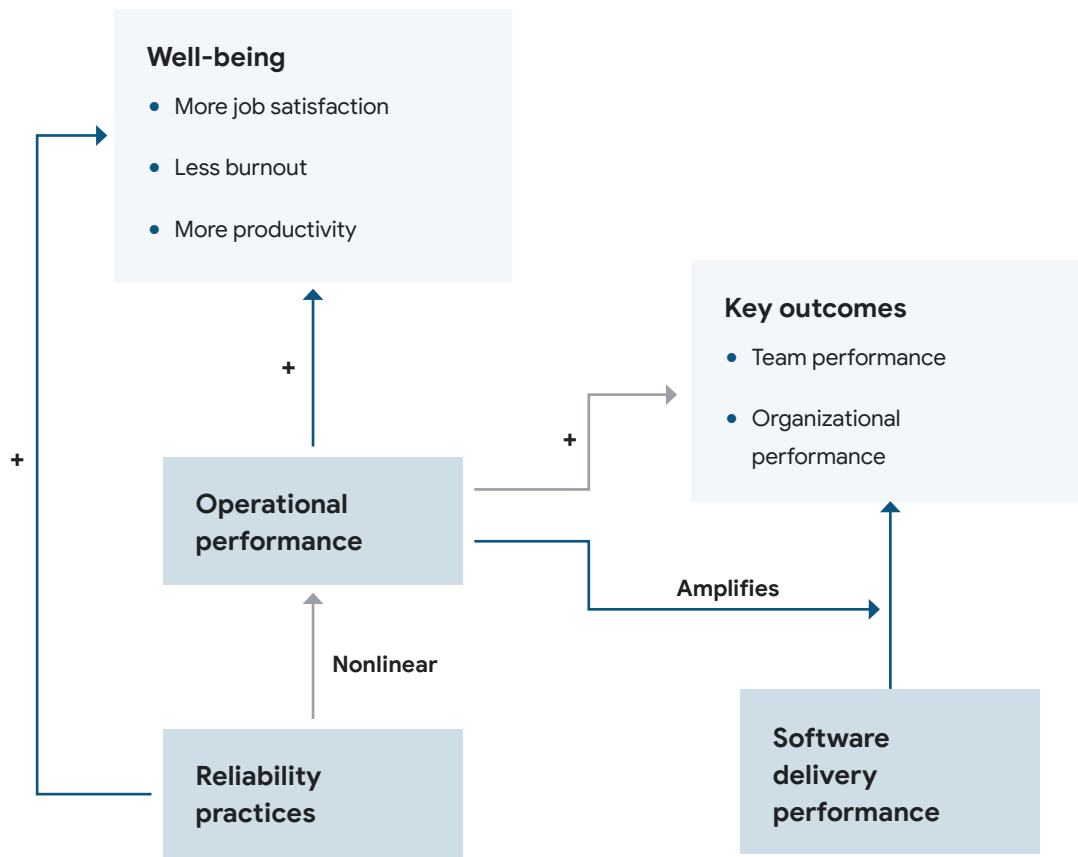 Well-being
More job satisfaction
Less burnout
More productivity
Key outcomes
Team performance
Organizational
performance
+
+
+
Operational
performance
Amplifies
Nonlinear
Reliability
practices
Software
delivery
performance